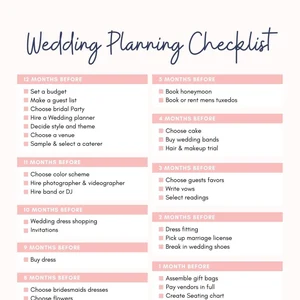 Wedding Planning Checklist
12 MONTHS BEFORE
Set a budget
Make a guest list
Choose bridal Party
Hire a Wedding planner
Decide style and theme
Choose a venue
Sample & select a caterer
11 MONTHS BEFORE
Choose color scheme
Hire photographer & videographer
Hire band or DJ
10 MONTHS BEFORE
Wedding dress shopping
Invitations
9 MONTHS BEFORE
Buy dress
8 MONTHS BEFORE
Choose bridesmaids dresses
Choose flowers
MONTHS BEFORE
Book honeymoon
Book or rent mens tuxedos
MONTHS BEFORE
Choose cake
Buy wedding bands
Hair & makeup trial
MONTHS BEFORE
Choose guests favors
Write vows
Select readings
MONTHS BEFORE
Dress fitting
Pick up marriage license
Break in wedding shoes
1 MONTH BEFORE
Assemble gift bags
Pay vendors in full
Create Seating chart